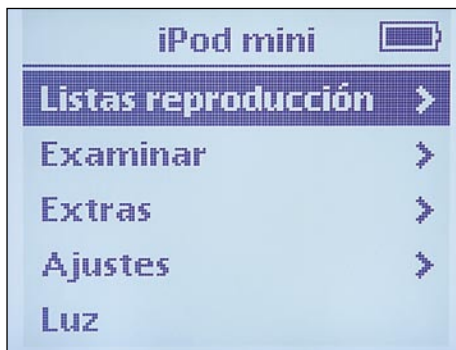 iPod mini
Listas reproducción >
Examinar >
Extras >
Ajustes >
Luz